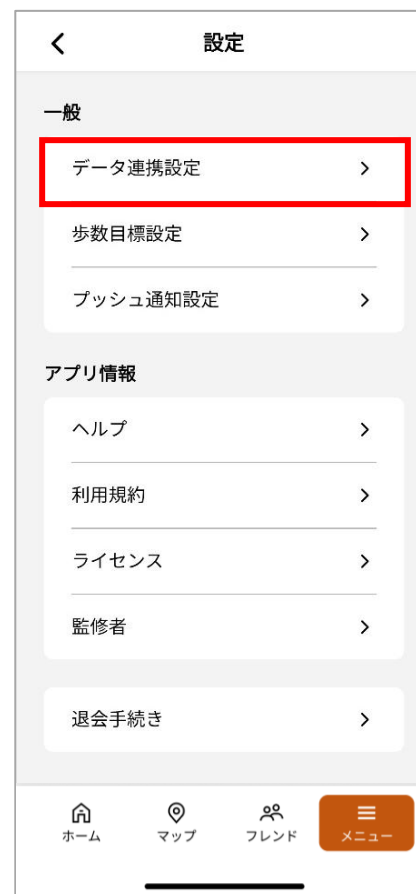 設定
一般
データ連携設定
歩数目標設定
プッシュ通知設定
アプリ情報
ヘルプ
利用規約
ライセンス
監修者
退会手続き
ホーム
マップ
フレンド
メニュー